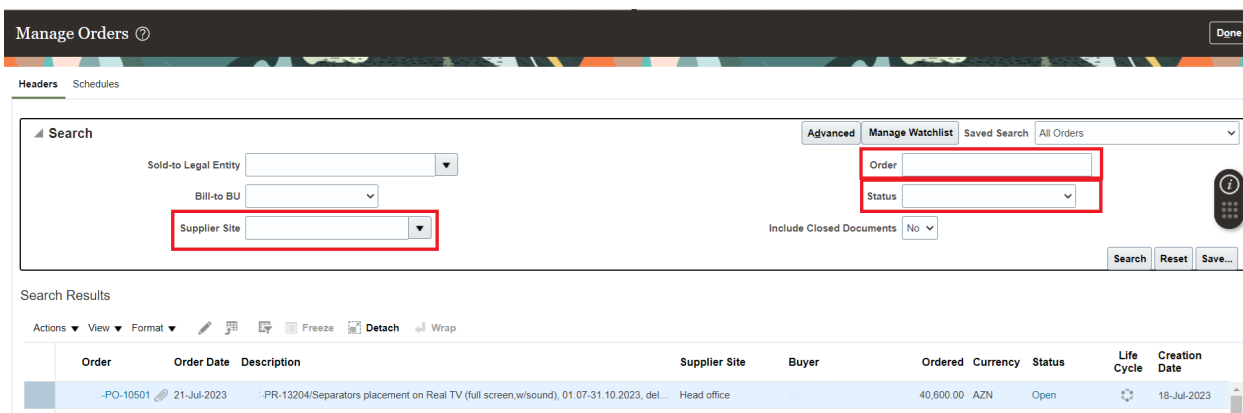 Manage Orders
Done
Headers Schedules
Search
Advanced Manage Watchlist Saved Search All Orders
Sold-to Legal Entity
Order
Bill-to BU
Status
Supplier Site
Include Closed Documents No
Search Reset Save...
Search Results
Actions View Format Freeze Detach Wrap
Order Order Date Description Supplier Site Buyer Ordered Currency Status Life Cycle Creation Date
-PO-10501 21-Jul-2023 -PR-13204/Separators placement on Real TV (full screen,w/sound), 01.07-31.10.2023, del... Head office 40,600.00 AZN Open 18-Jul-2023